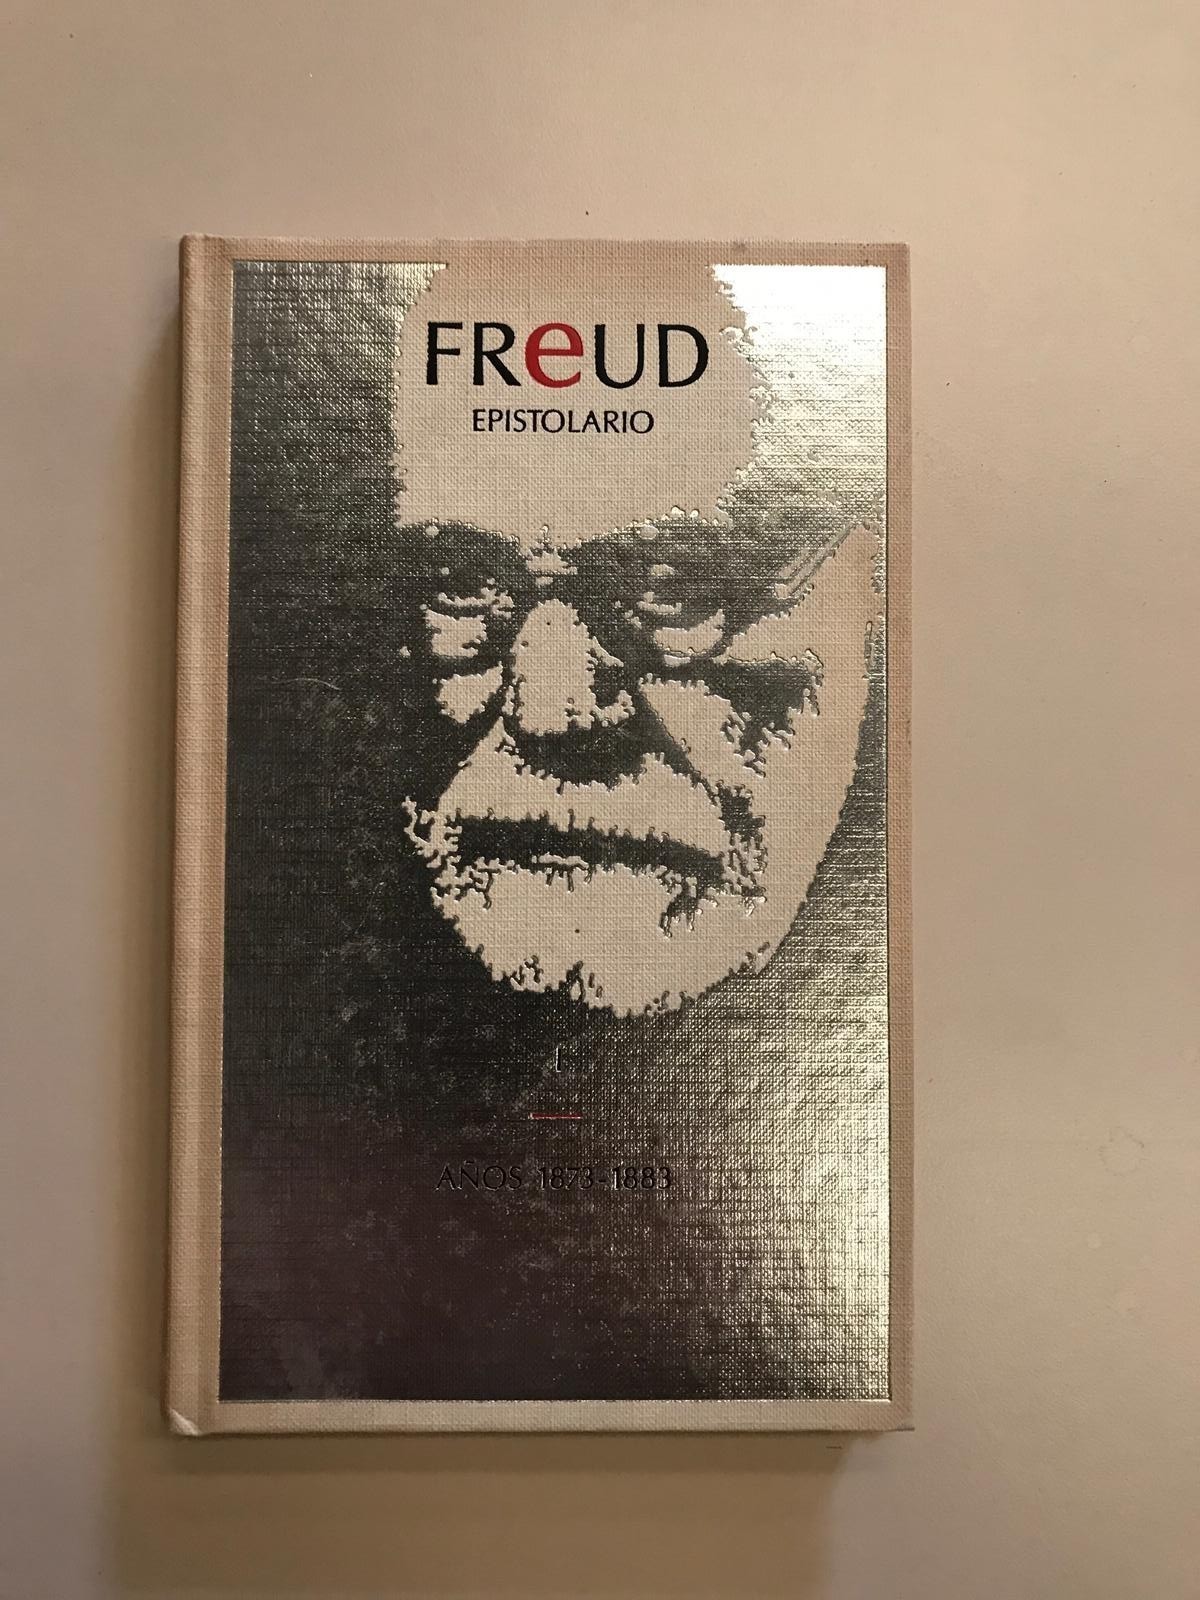 FReUD
EPISTOLARIO
I
AÑOS 1873-1883